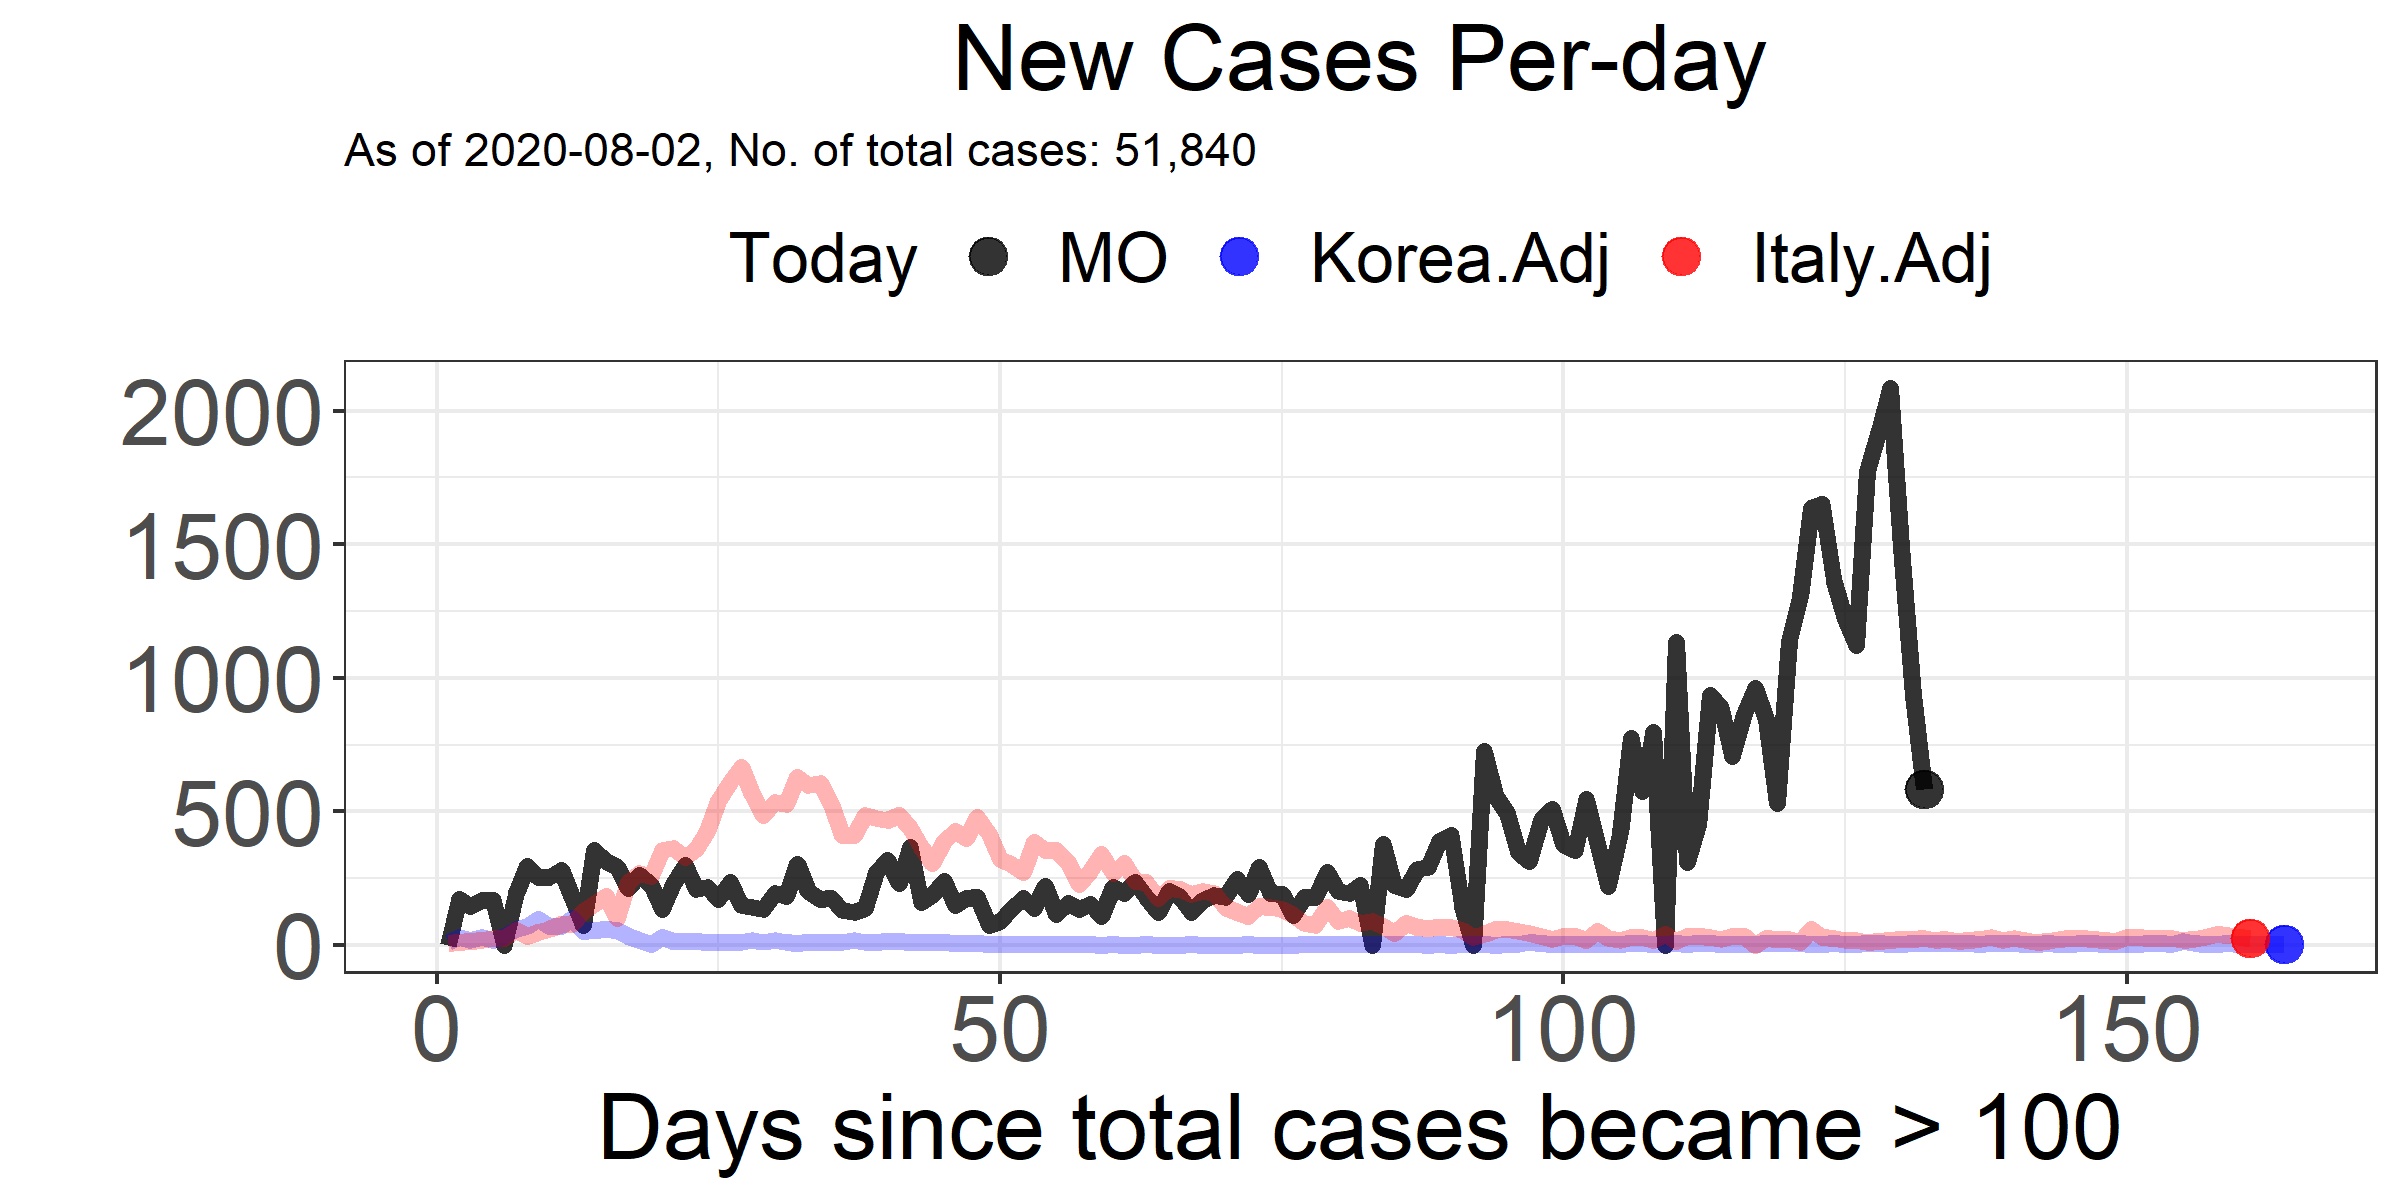 New Cases Per-day
As of 2020-08-02, No. of total cases: 51,840
Today MO Korea.Adj Italy.Adj
2000
1500
1000
500
0
0 50 100 150
Days since total cases became > 100